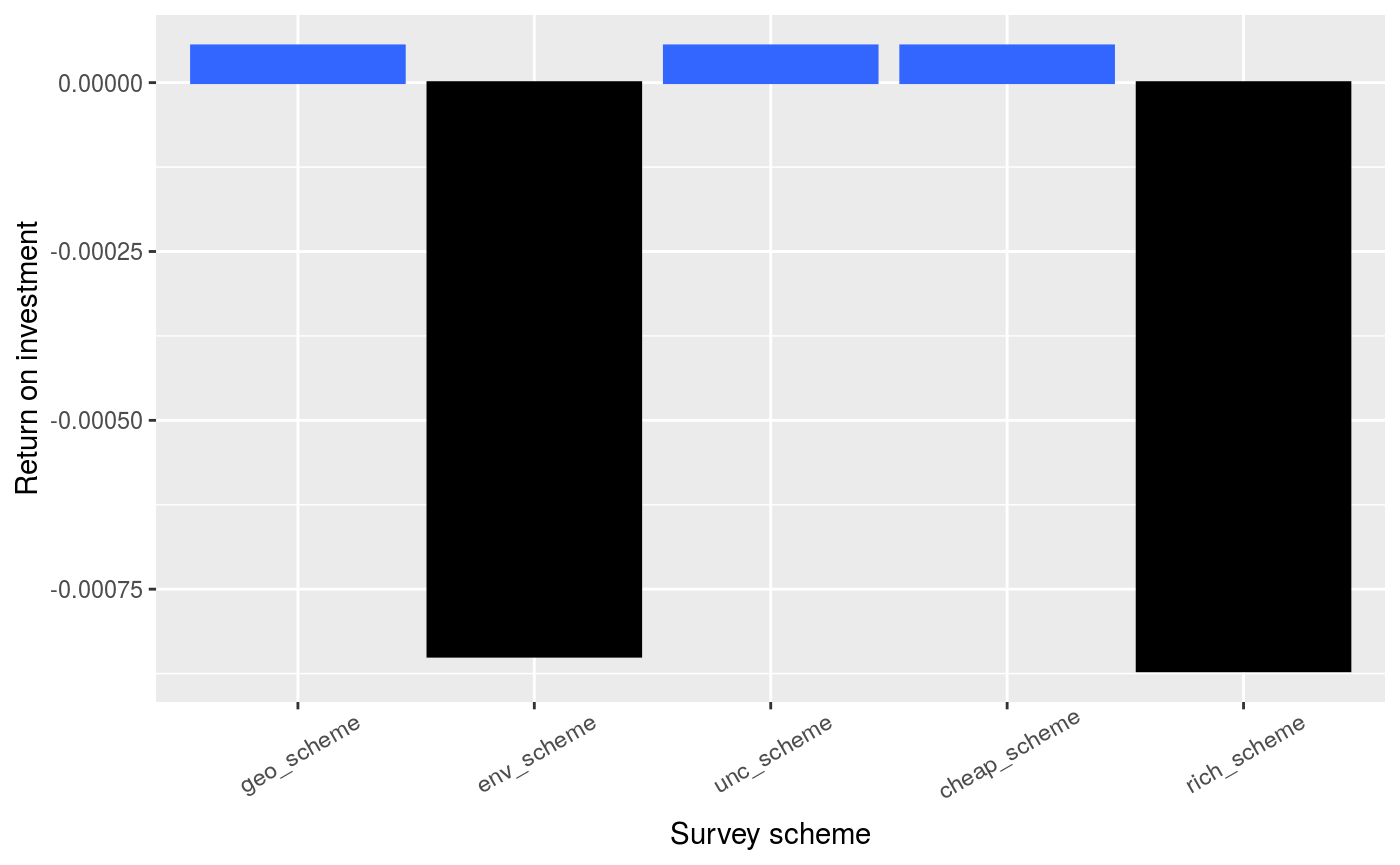 Return on investment
0.00000
-0.00025
-0.00050
-0.00075
geo_scheme
env_scheme
unc_scheme
cheap_scheme
rich_scheme
Survey scheme